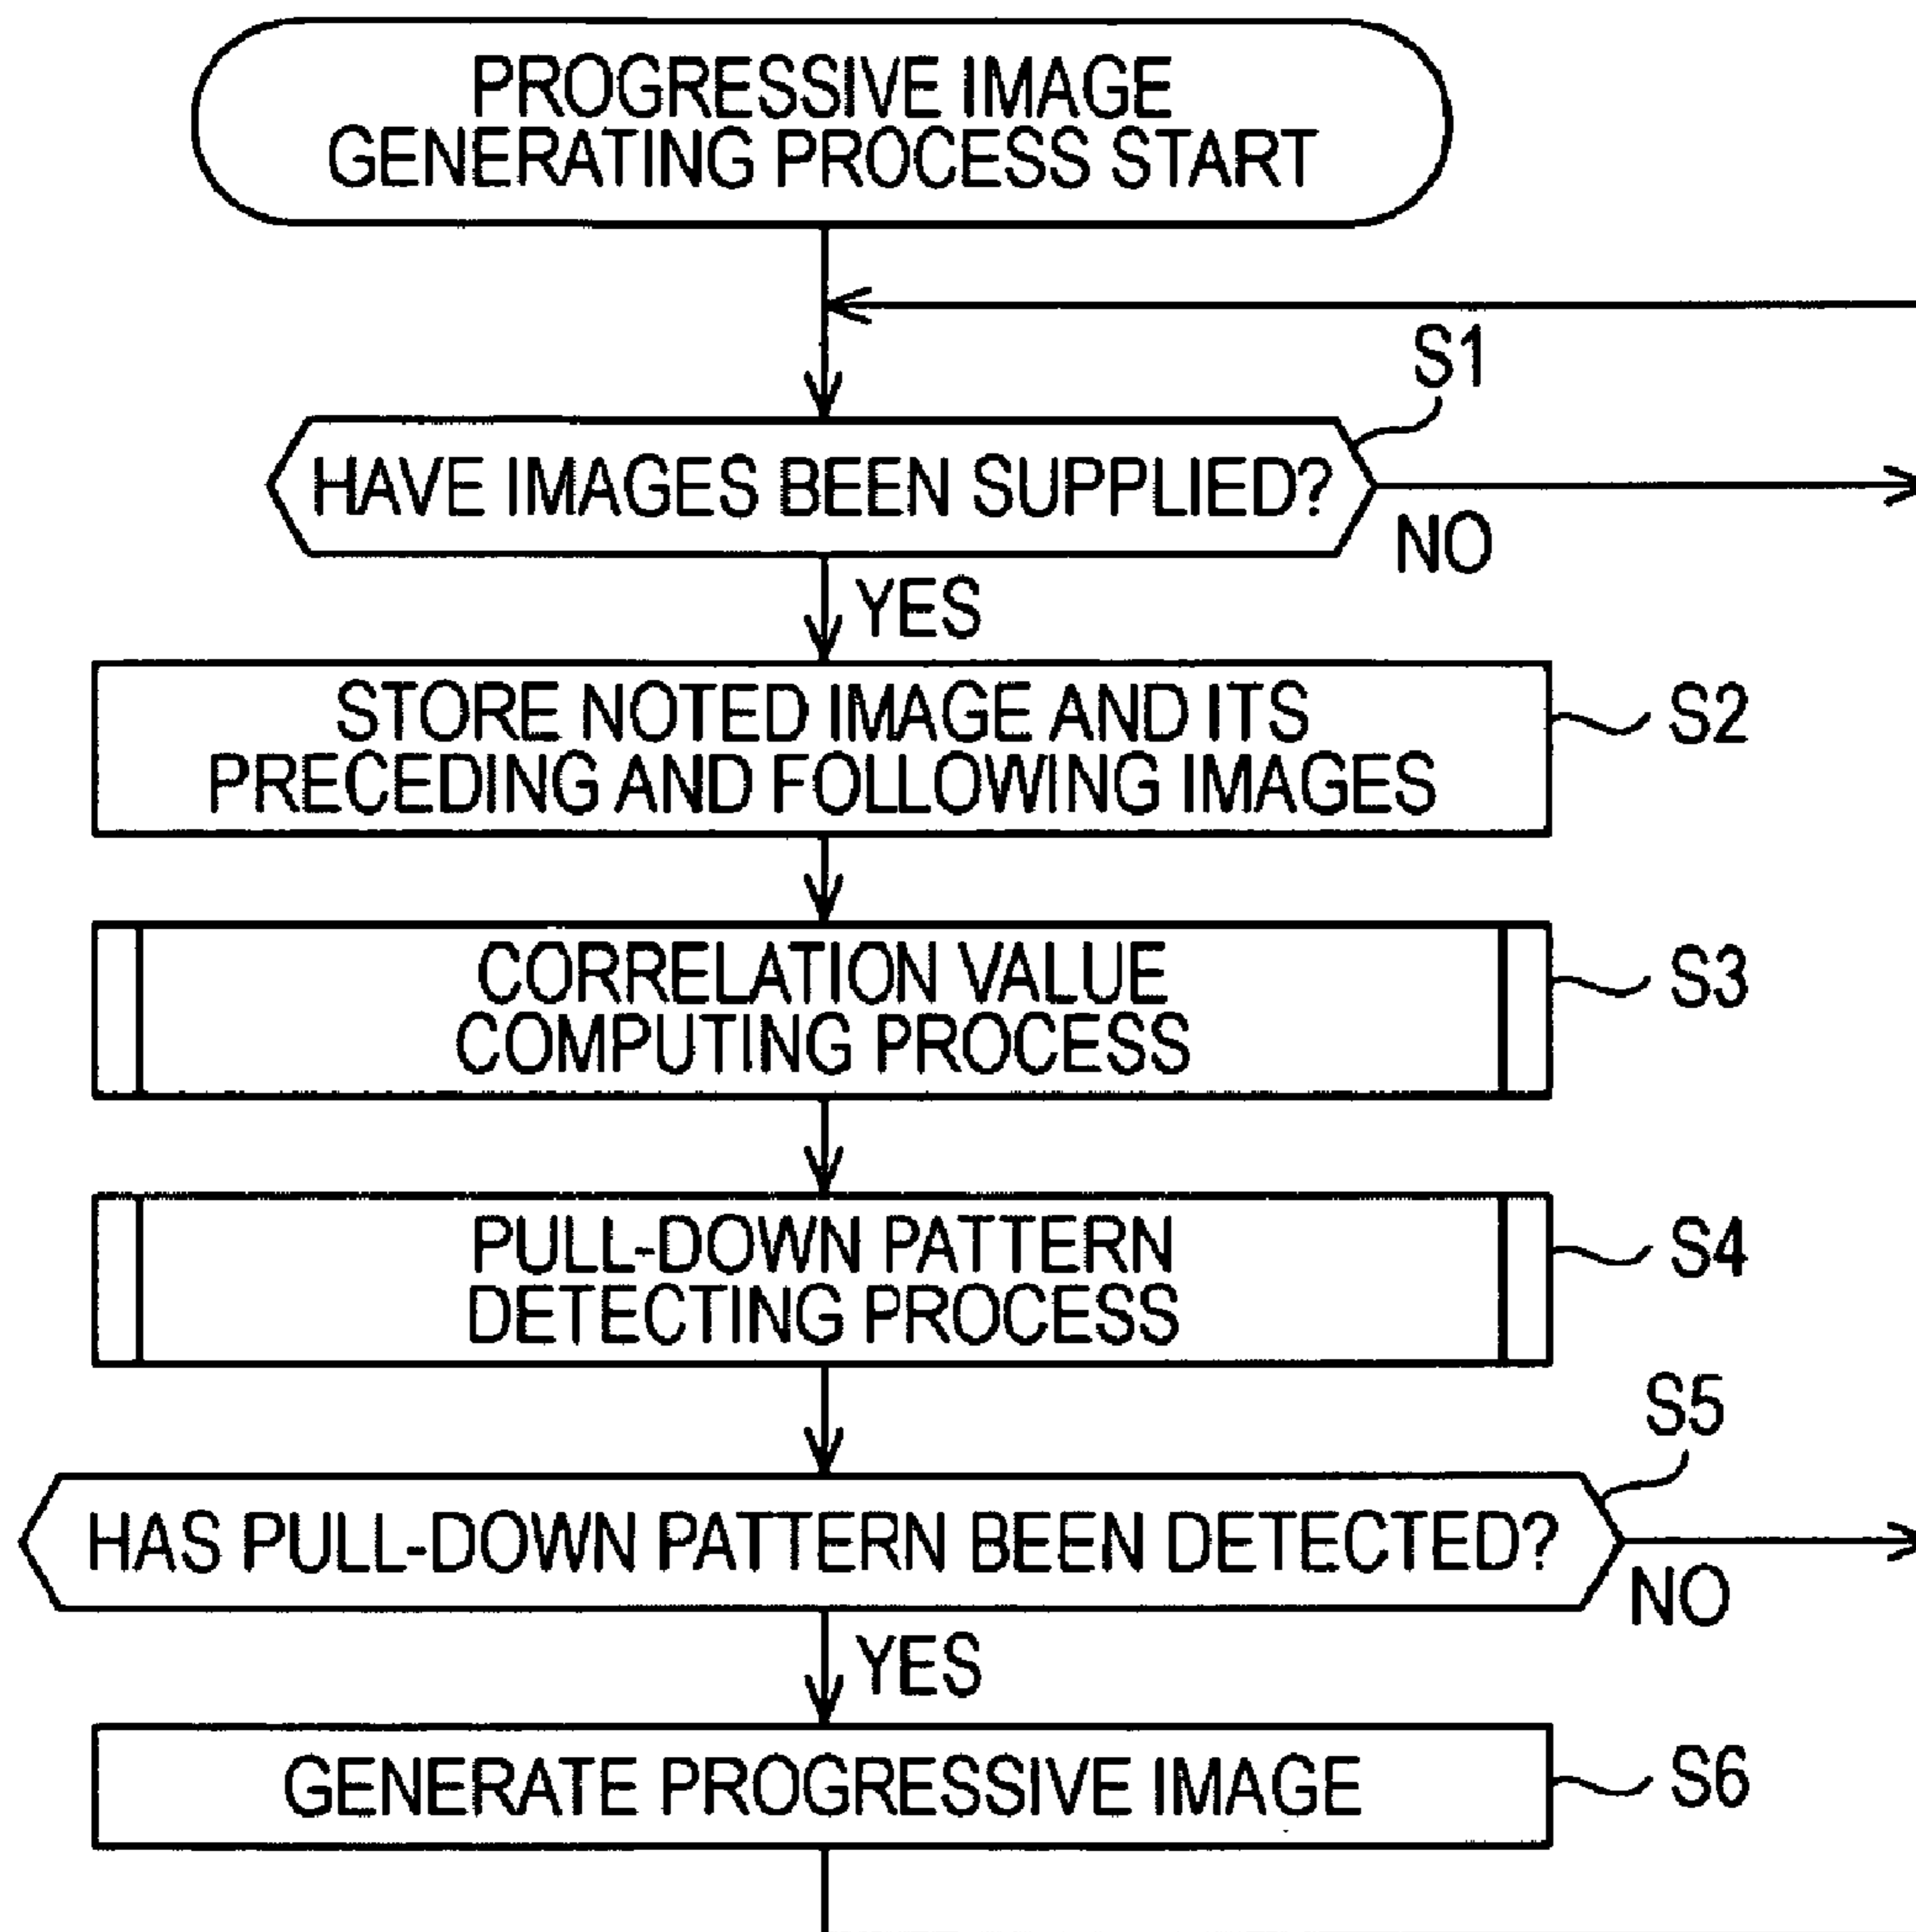 PROGRESSIVE IMAGE
GENERATING PROCESS START
S1
HAVE IMAGES BEEN SUPPLIED?
NO
YES
STORE NOTED IMAGE AND ITS
PRECEDING AND FOLLOWING IMAGES
S2
CORRELATION VALUE
COMPUTING PROCESS
S3
PULL-DOWN PATTERN
DETECTING PROCESS
S4
S5
HAS PULL-DOWN PATTERN BEEN DETECTED?
NO
YES
GENERATE PROGRESSIVE IMAGE
S6